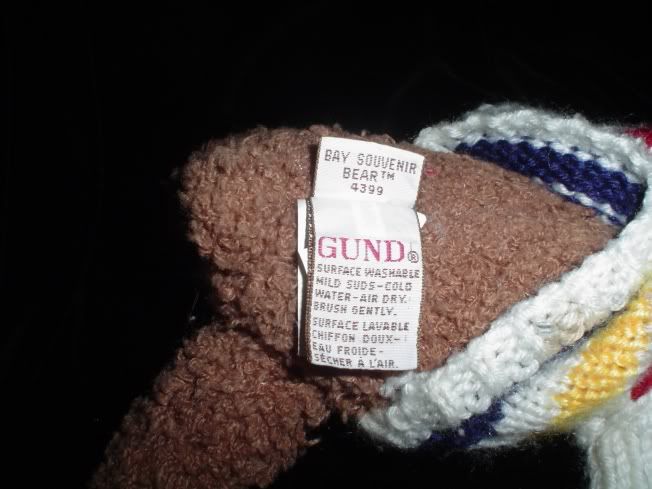 BAY SOUVENIR
BEAR™
4399
GUND®
SURFACE WASHABLE
MILD SUDS-COLD
WATER-AIR DRY.
BRUSH GENTLY.
SURFACE LAVABLE
CHIFFON DOUX-
EAU FROIDE-
SÈCHER À L'AIR.